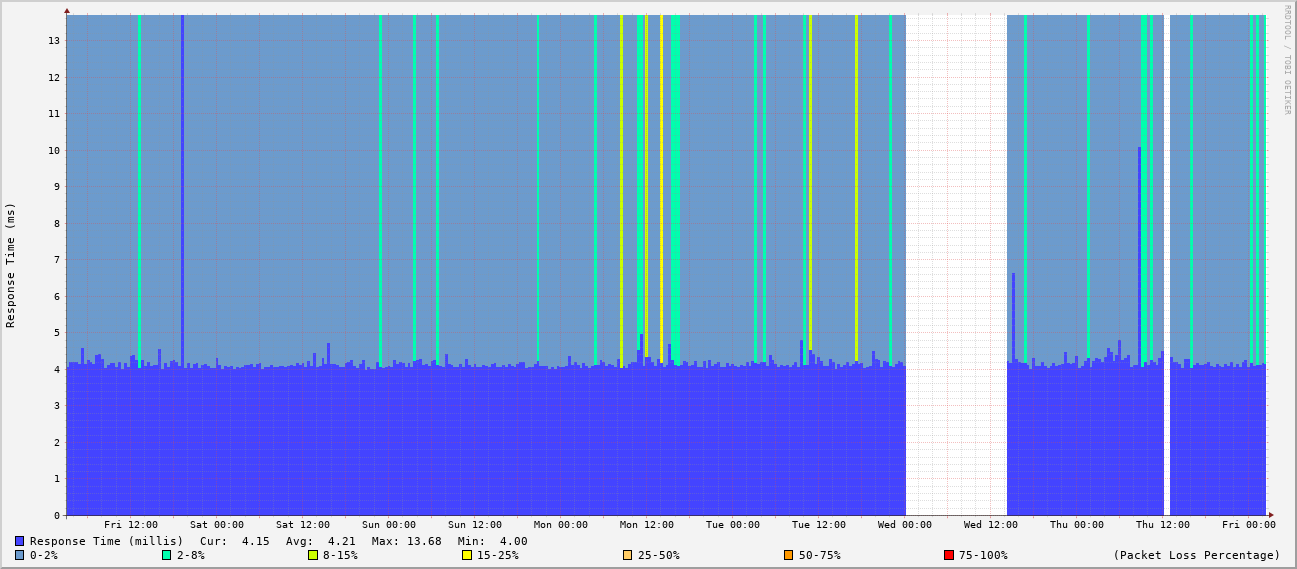 RRDTOOL / TOBI OETIKER
Response Time (ms)
13
12
11
10
9
8
7
6
5
4
3
2
1
0
Fri 12:00 Sat 00:00 Sat 12:00 Sun 00:00 Sun 12:00 Mon 00:00 Mon 12:00 Tue 00:00 Tue 12:00 Wed 00:00 Wed 12:00 Thu 00:00 Thu 12:00 Fri 00:00
Response Time (millis) Cur: 4.15 Avg: 4.21 Max: 13.68 Min: 4.00
0-2% 2-8% 8-15% 15-25% 25-50% 50-75% 75-100% (Packet Loss Percentage)